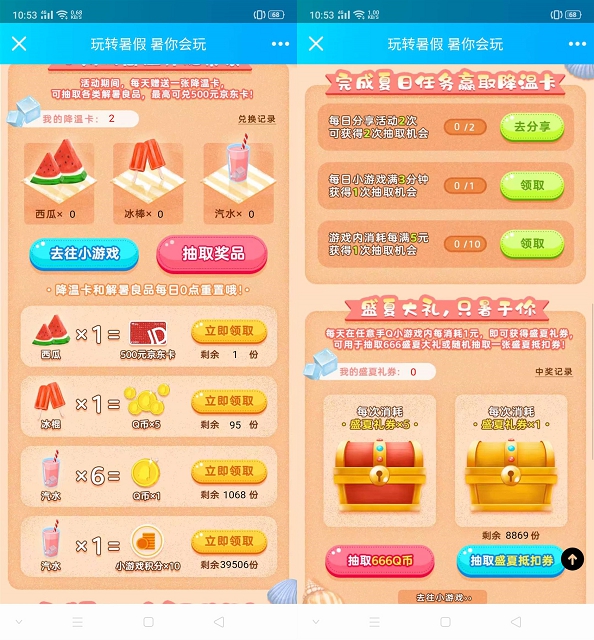 10:53
0.68 KB/S
68
玩转暑假 暑你会玩
活动期间，每天赠送一张降温卡，
可抽取各类解暑良品，最高可兑500元京东卡！
我的降温卡： 2
兑换记录
西瓜× 0
冰棒× 0
汽水× 0
去往小游戏
抽取奖品
·降温卡和解暑良品每日0点重置哦！·
×1=
立即领取
西瓜
500元京东卡
剩余 1 份
×1=
立即领取
冰棍
Q币×5
剩余 95 份
×6=
立即领取
汽水
Q币×1
剩余 1068 份
×1=
立即领取
汽水
小游戏积分×10
剩余39506份
10:53
1.00 KB/S
68
玩转暑假 暑你会玩
完成夏日任务赢取降温卡
每日分享活动2次
可获得2次抽取机会
0/2
去分享
每日小游戏满3分钟
获得1次抽取机会
0/1
领取
游戏内消耗每满5元
获得1次抽取机会
0/10
领取
盛夏大礼，只暑于你
每天在任意手Q小游戏内每消耗1元，即可获得盛夏礼券，
可用于抽取666盛夏大礼或随机抽取一张盛夏抵扣券！
我的盛夏礼券： 0
中奖记录
每次消耗
·盛夏礼券×5·
每次消耗
·盛夏礼券×1·
剩余 8869 份
抽取666Q币
抽取盛夏抵扣券
去往小游戏>>